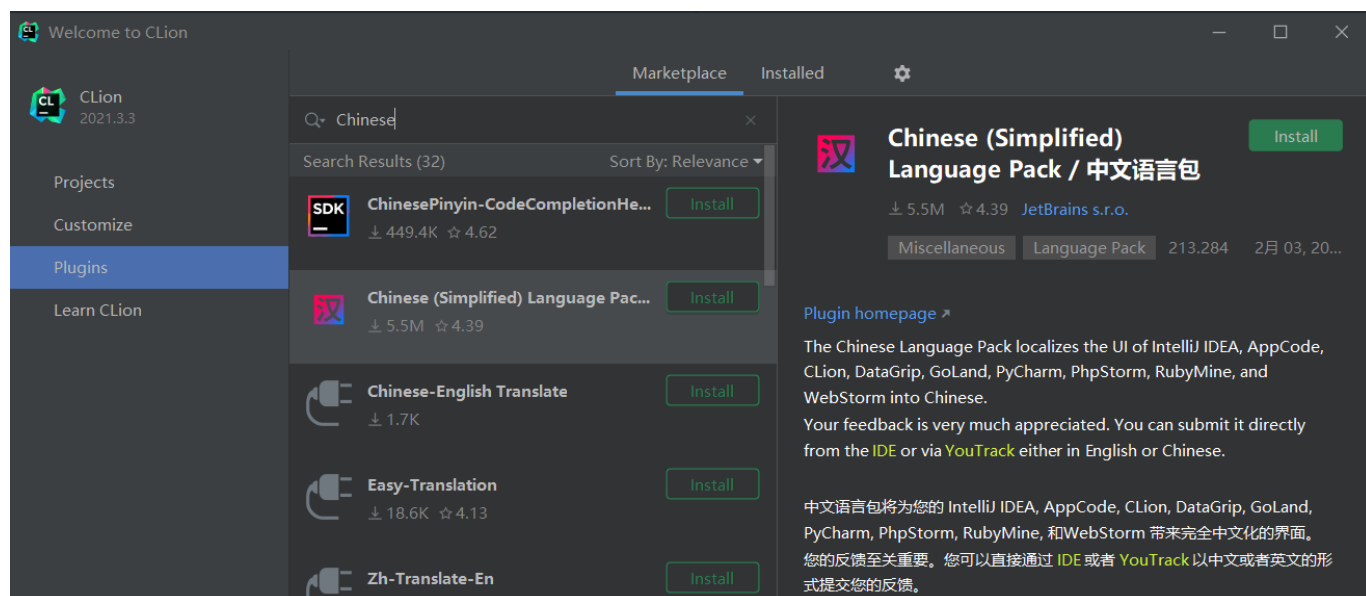 Welcome to CLion
CLion
2021.3.3
Projects
Customize
Plugins
Learn CLion
Marketplace
Installed
Chinese
Search Results (32)
Sort By: Relevance
SDK
ChinesePinyin-CodeCompletionHe...
Install
449.4K 4.62
汉
Chinese (Simplified) Language Pac...
Install
5.5M 4.39
Chinese-English Translate
Install
1.7K
Easy-Translation
Install
18.6K 4.13
Zh-Translate-En
Install
汉
Chinese (Simplified)
Language Pack / 中文语言包
Install
5.5M 4.39 JetBrains s.r.o.
Miscellaneous Language Pack 213.284 2月 03, 20...
Plugin homepage
The Chinese Language Pack localizes the UI of IntelliJ IDEA, AppCode,
CLion, DataGrip, GoLand, PyCharm, PhpStorm, RubyMine, and
WebStorm into Chinese.
Your feedback is very much appreciated. You can submit it directly
from the IDE or via YouTrack either in English or Chinese.
中文语言包将为您的 IntelliJ IDEA, AppCode, CLion, DataGrip, GoLand,
PyCharm, PhpStorm, RubyMine, 和WebStorm 带来完全中文化的界面。
您的反馈至关重要。您可以直接通过 IDE 或者 YouTrack 以中文或者英文的形
式提交您的反馈。